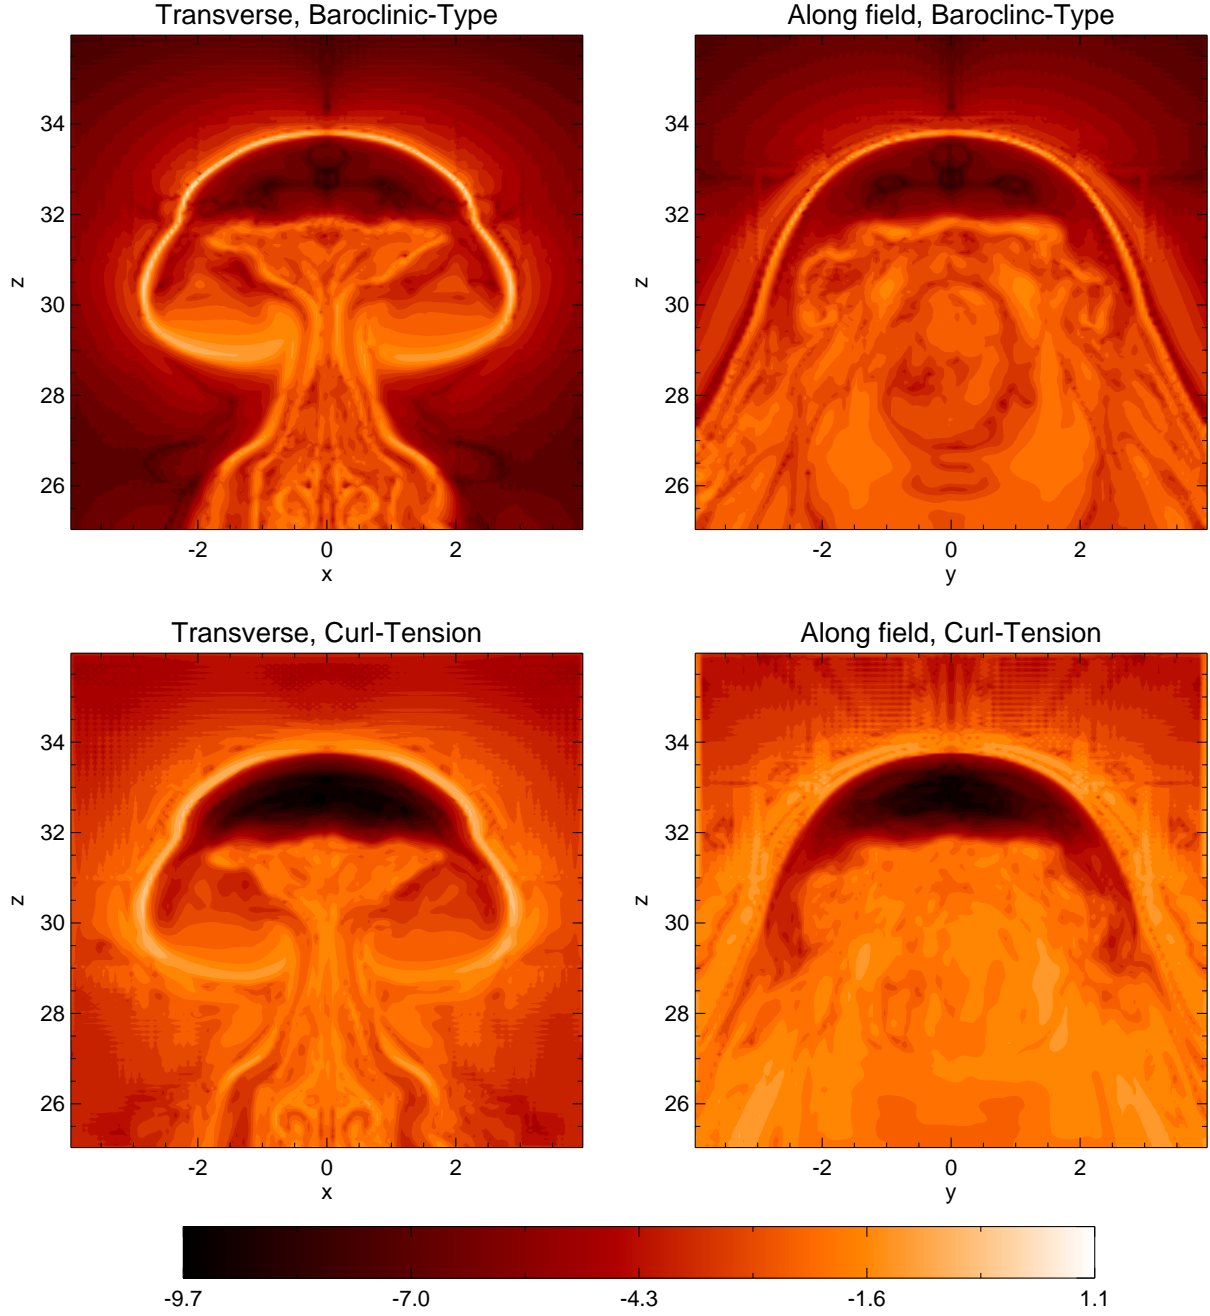 Transverse, Baroclinic-Type
Along field, Baroclinc-Type
34
32
z
30
28
26
-2 0 2
x
34
32
z
30
28
26
-2 0 2
y
Transverse, Curl-Tension
Along field, Curl-Tension
34
32
z
30
28
26
-2 0 2
x
34
32
z
30
28
26
-2 0 2
y
-9.7 -7.0 -4.3 -1.6 1.1